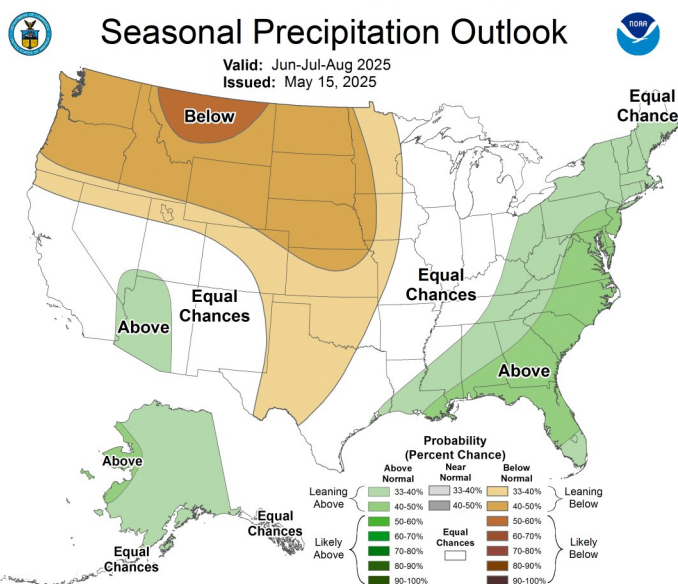 Seasonal Precipitation Outlook
NOAA
Valid: Jun-Jul-Aug 2025
Issued: May 15, 2025
Below
Equal
Chance
Equal
Chances
Equal
Chances
Above
Above
Above
Equal
Chances
Equal
Chances
Probability
(Percent Chance)
Above
Normal
Near
Normal
Below
Normal
Leaning
Above
33-40%
33-40%
33-40%
Leaning
Below
40-50%
40-50%
40-50%
Likely
Above
50-60%
Equal
Chances
50-60%
Likely
Below
60-70%
60-70%
70-80%
70-80%
80-90%
80-90%
90-100%
90-100%